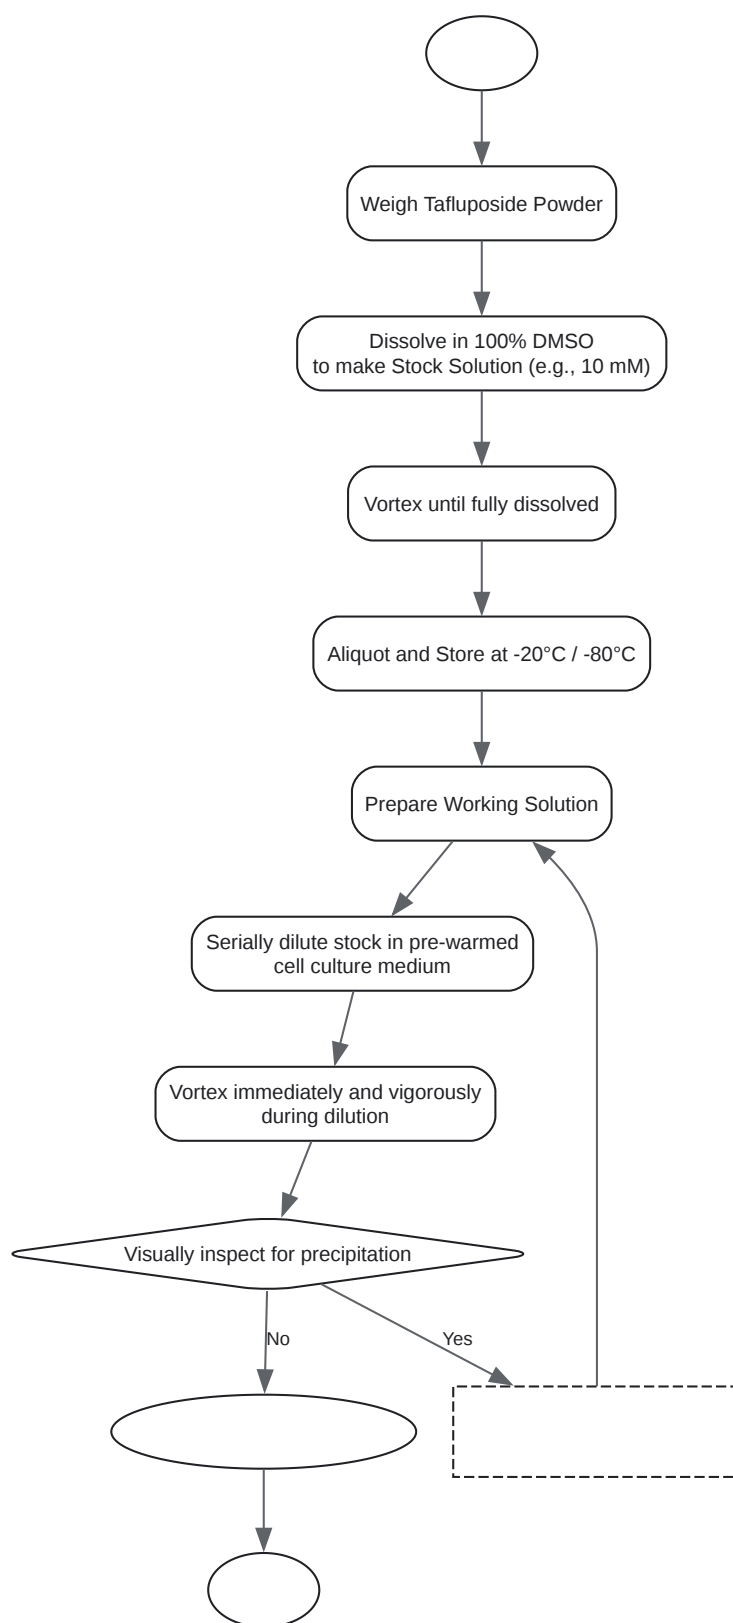 Weigh Tafluposide Powder
Dissolve in 100% DMSO
to make Stock Solution (e.g., 10 mM)
Vortex until fully dissolved
Aliquot and Store at -20°C / -80°C
Prepare Working Solution
Serially dilute stock in pre-warmed
cell culture medium
Vortex immediately and vigorously
during dilution
Visually inspect for precipitation
No
Yes